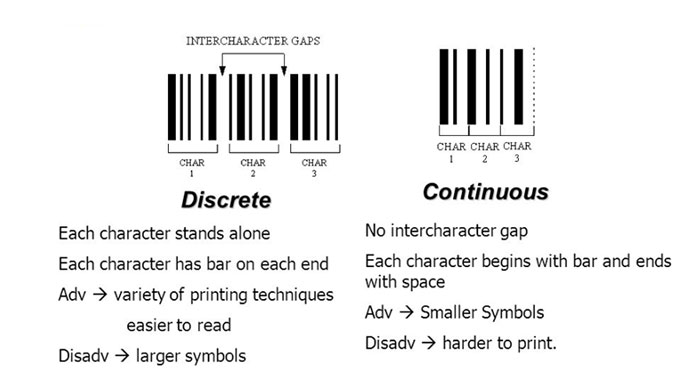 INTERCHARACTER GAPS
CHAR
1
CHAR
2
CHAR
3
Discrete
Each character stands alone
Each character has bar on each end
Adv → variety of printing techniques
easier to read
Disadv → larger symbols
CHAR CHAR CHAR
1 2 3
Continuous
No intercharacter gap
Each character begins with bar and ends
with space
Adv → Smaller Symbols
Disadv → harder to print.